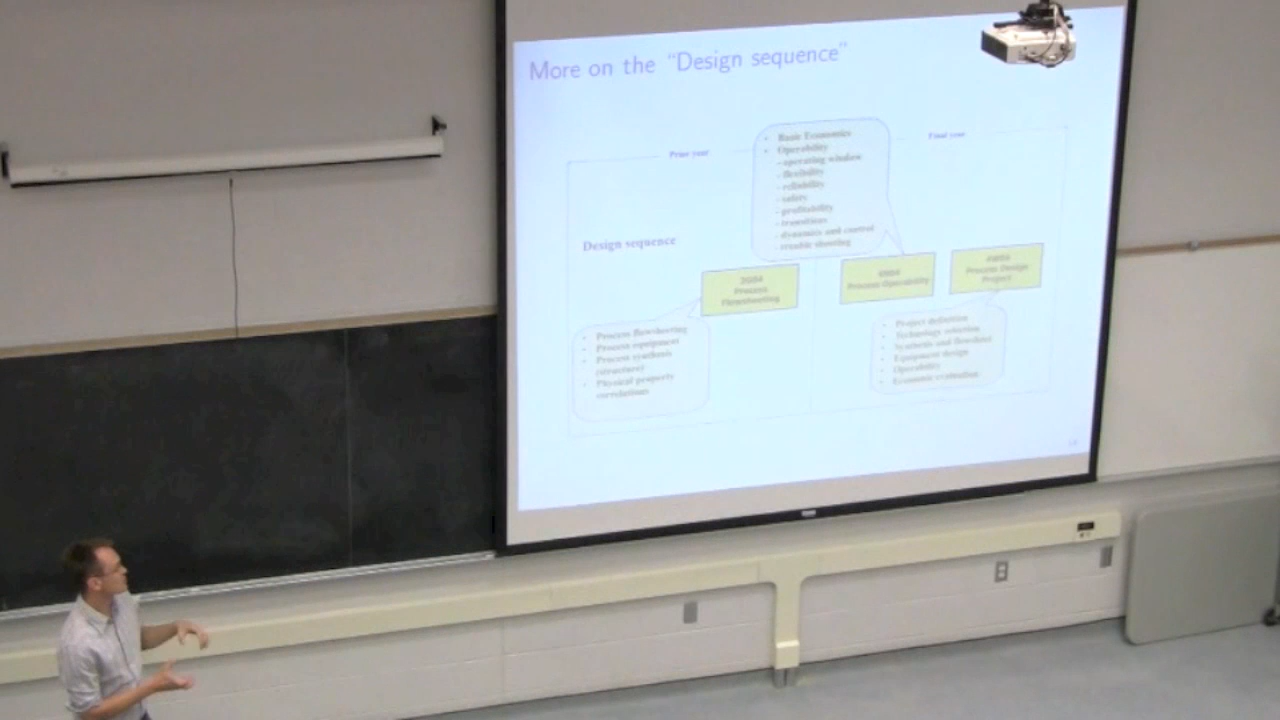 More on the “Design sequence”
Prior year
Final year
• Basic Economics
• Operability
- operating window
- flexibility
- reliability
- safety
- profitability
- transitions
- dynamics and control
- trouble shooting
Design sequence
Process
Flowsheeting
Process Operability
Process Design
Project
• Process flowsheeting
• Process equipment
• Process synthesis
(structure)
• Physical property
correlations
• Project definition
• Technology selection
• Synthesis and flowsheet
• Equipment design
• Operability
• Economic evaluation